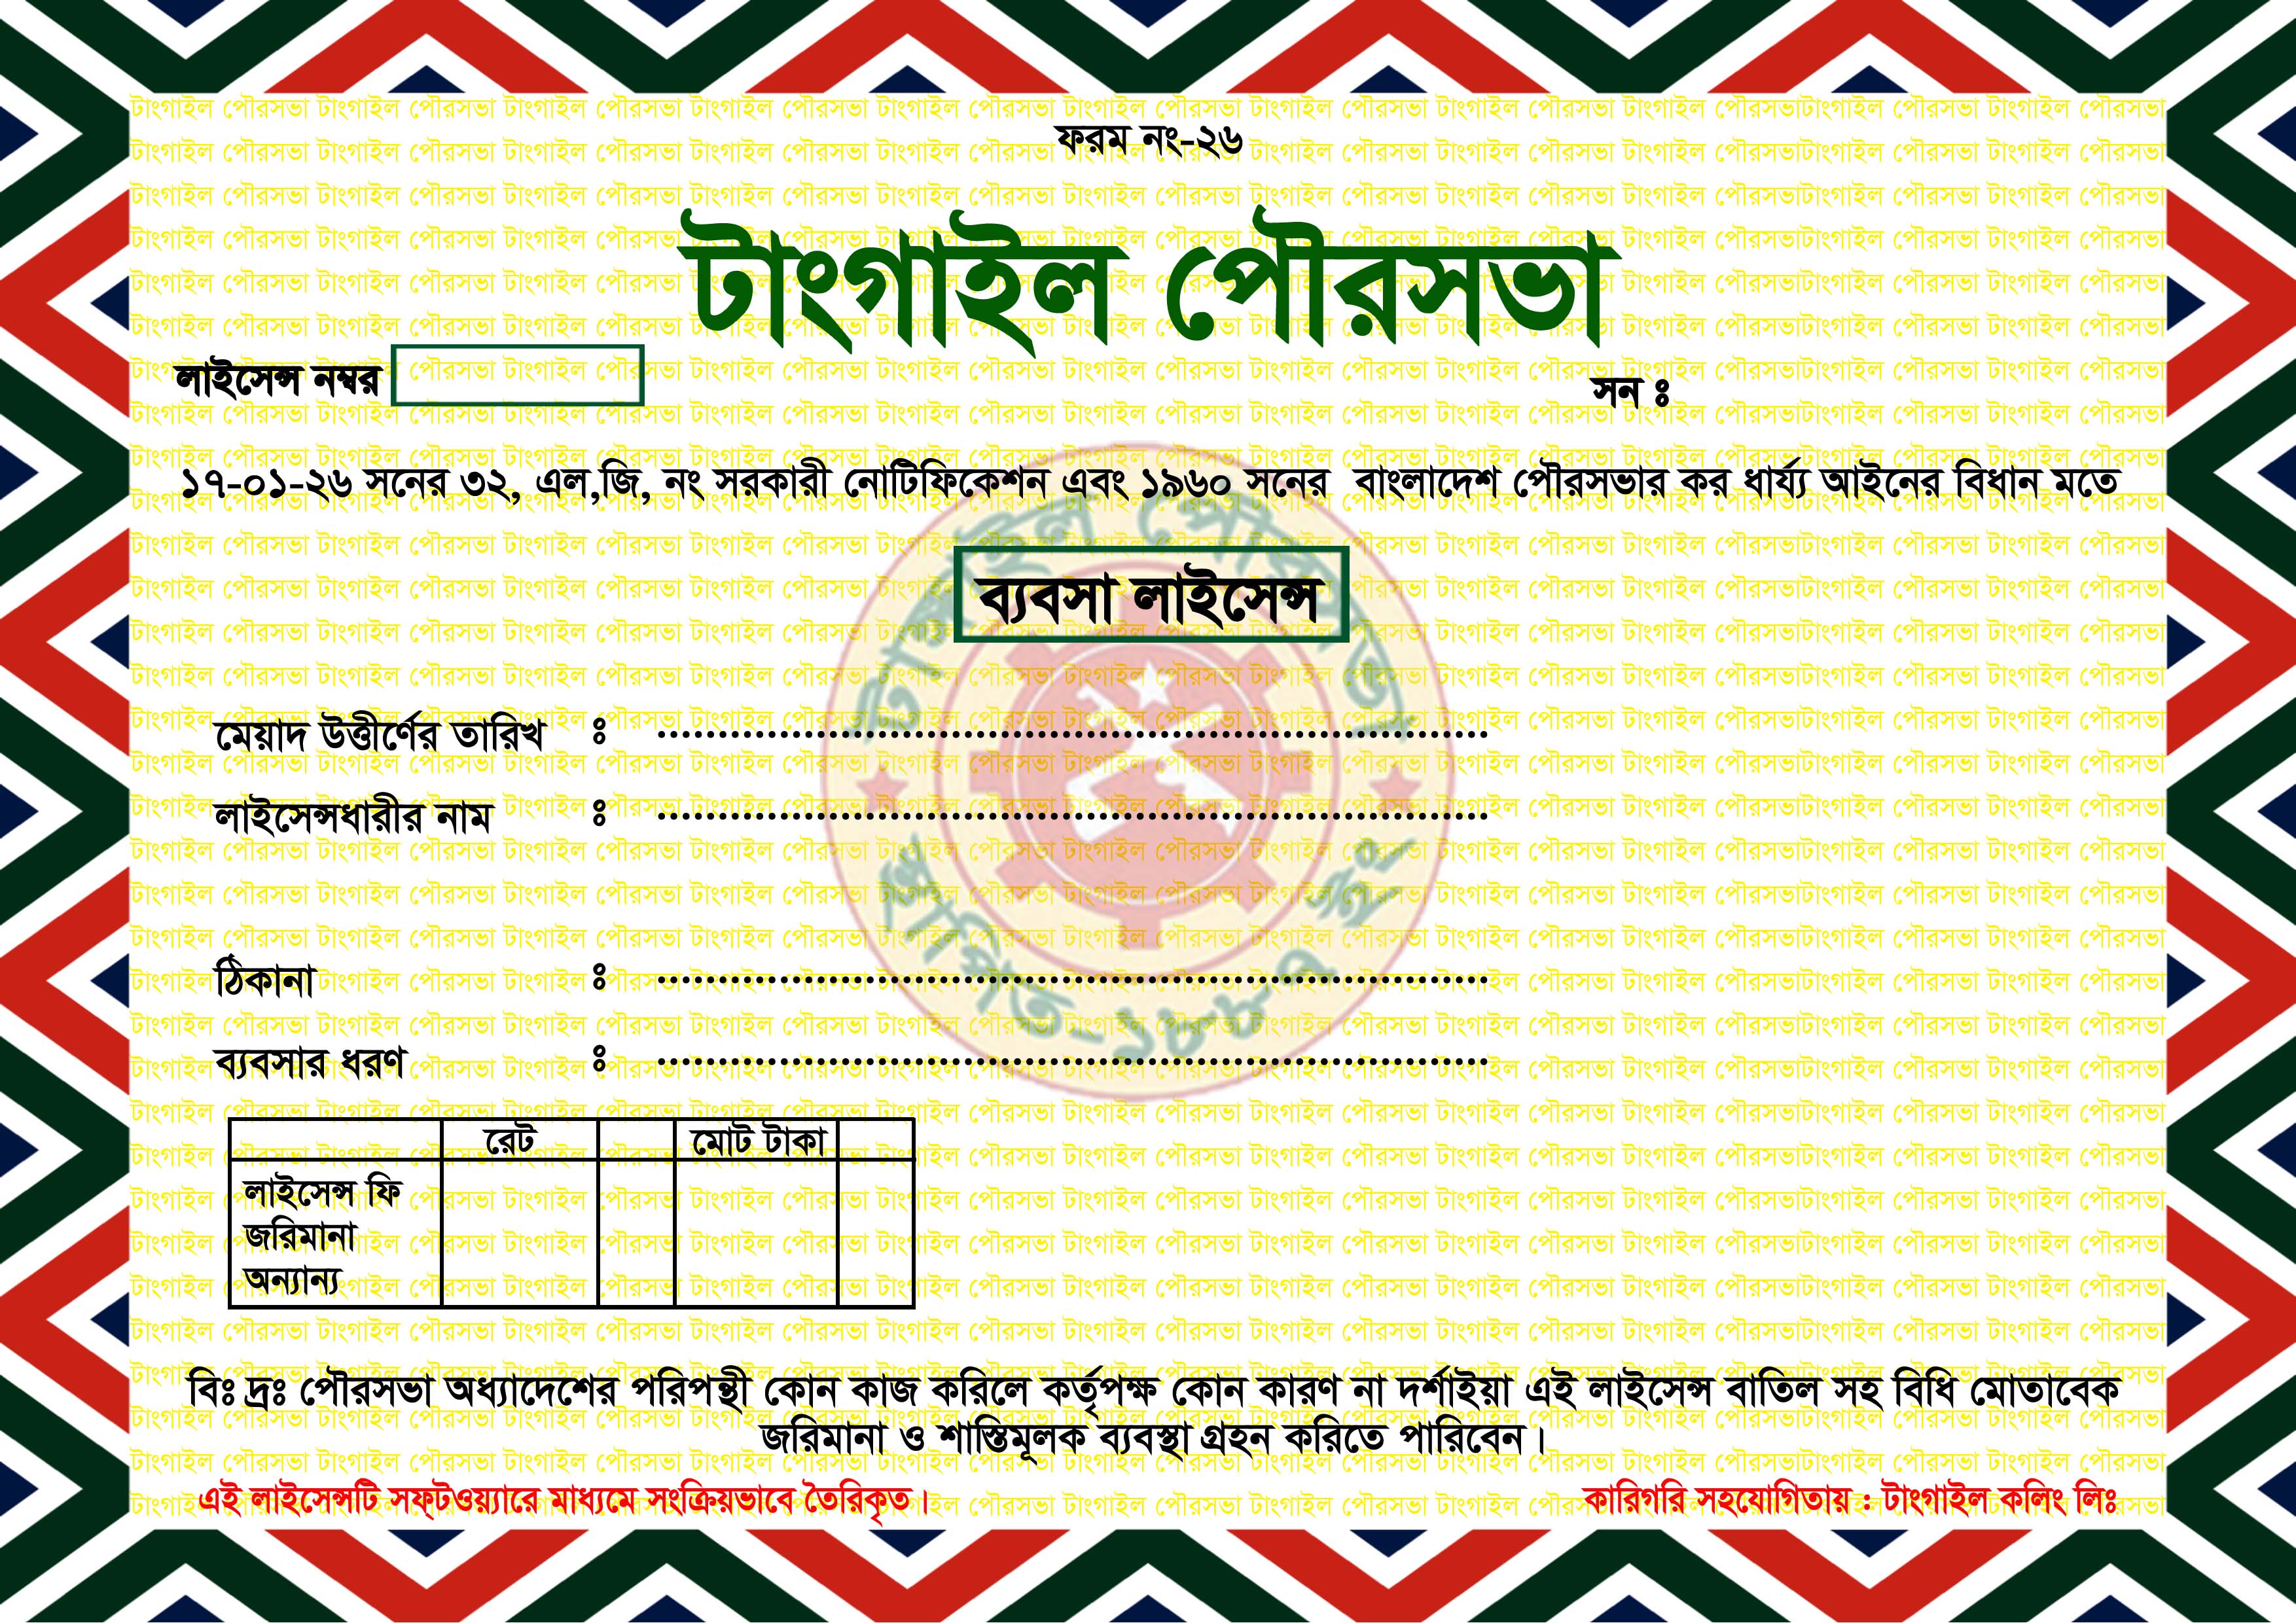 ফরম নং-২৬
টাংগাইল পৌরসভা
লাইসেন্স নম্বর
সন ঃ
১৭-০১-২৬ সনের ৩২, এল,জি, নং সরকারী নোটিফিকেশন এবং ১৯৬০ সনের বাংলাদেশ পৌরসভার কর ধার্য্য আইনের বিধান মতে
টাঙ্গাইল পৌরসভা
ব্যবসা লাইসেন্স
মেয়াদ উত্তীর্ণের তারিখ ঃ ......................................................................
লাইসেন্সধারীর নাম ঃ ......................................................................
ঠিকানা ঃ ......................................................................
ব্যবসার ধরণ ঃ ......................................................................
স্থাপিত-১৮৮৭ ইং
রেট মোট টাকা
লাইসেন্স ফি
জরিমানা
অন্যান্য
বিঃ দ্রঃ পৌরসভা অধ্যাদেশের পরিপন্থী কোন কাজ করিলে কর্তৃপক্ষ কোন কারণ না দর্শাইয়া এই লাইসেন্স বাতিল সহ বিধি মোতাবেক
জরিমানা ও শাস্তিমূলক ব্যবস্থা গ্রহন করিতে পারিবেন।
এই লাইসেন্সটি সফ্টওয়্যারে মাধ্যমে সংক্রিয়ভাবে তৈরিকৃত।
কারিগরি সহযোগিতায় : টাংগাইল কলিং লিঃ